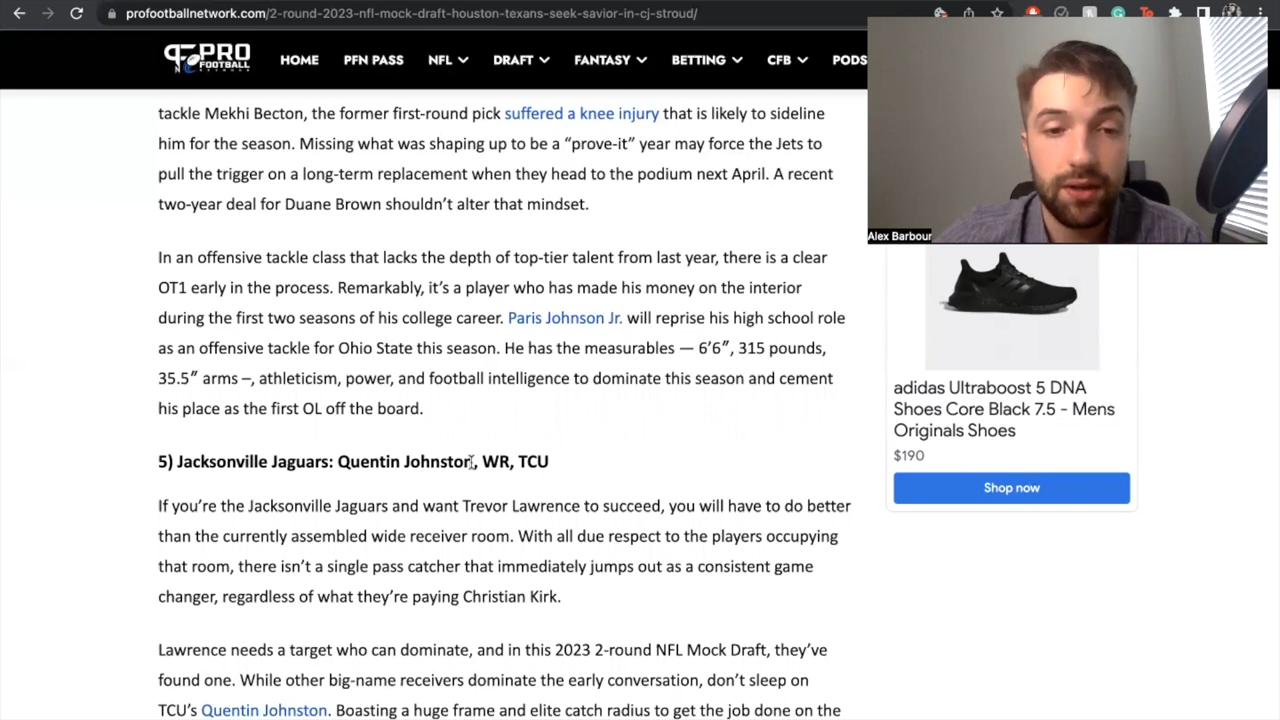 profootballnetwork.com/2-round-2023-nfl-mock-draft-houston-texans-seek-savior-in-cj-stroud/
PRO FOOTBALL NETWORK
HOME PFN PASS NFL DRAFT FANTASY BETTING CFB PODS
tackle Mekhi Becton, the former first-round pick suffered a knee injury that is likely to sideline
him for the season. Missing what was shaping up to be a “prove-it” year may force the Jets to
pull the trigger on a long-term replacement when they head to the podium next April. A recent
two-year deal for Duane Brown shouldn’t alter that mindset.
Alex Barbour
In an offensive tackle class that lacks the depth of top-tier talent from last year, there is a clear
OT1 early in the process. Remarkably, it’s a player who has made his money on the interior
during the first two seasons of his college career. Paris Johnson Jr. will reprise his high school role
as an offensive tackle for Ohio State this season. He has the measurables — 6’6″, 315 pounds,
35.5″ arms –, athleticism, power, and football intelligence to dominate this season and cement
his place as the first OL off the board.
5) Jacksonville Jaguars: Quentin Johnston, WR, TCU
If you’re the Jacksonville Jaguars and want Trevor Lawrence to succeed, you will have to do better
than the currently assembled wide receiver room. With all due respect to the players occupying
that room, there isn’t a single pass catcher that immediately jumps out as a consistent game
changer, regardless of what they’re paying Christian Kirk.
Lawrence needs a target who can dominate, and in this 2023 2-round NFL Mock Draft, they’ve
found one. While other big-name receivers dominate the early conversation, don’t sleep on
TCU’s Quentin Johnston. Boasting a huge frame and elite catch radius to get the job done on the
adidas Ultraboost 5 DNA
Shoes Core Black 7.5 - Mens
Originals Shoes
$190
Shop now